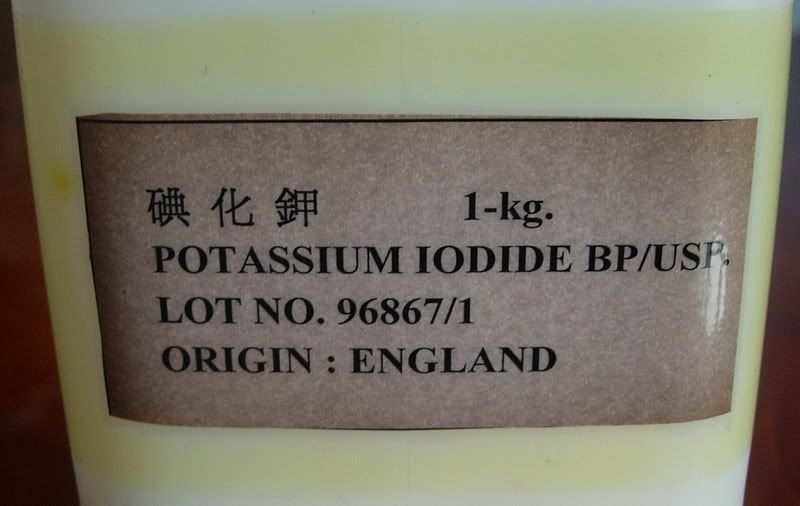 碘化鉀 1-kg.
POTASSIUM IODIDE BP/USP.
LOT NO. 96867/1
ORIGIN : ENGLAND